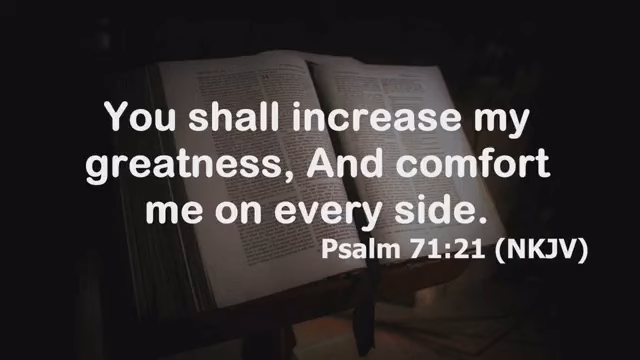 You shall increase my
greatness, And comfort
me on every side.
Psalm 71:21 (NKJV)